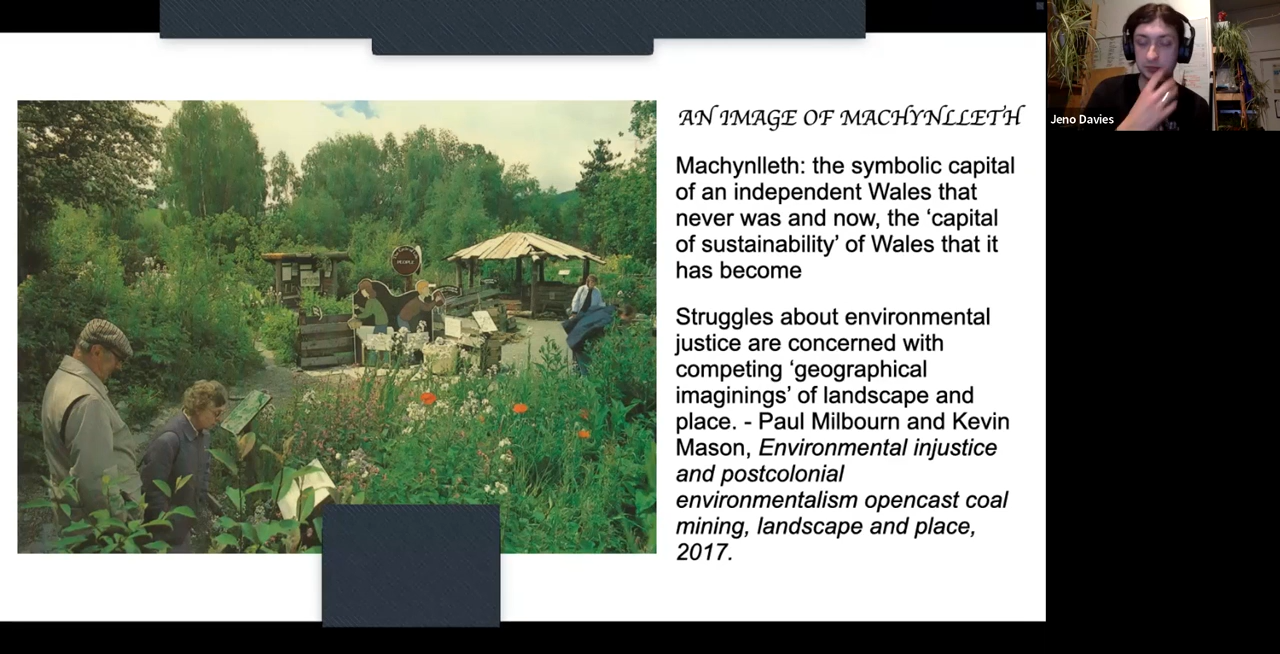 AN IMAGE OF MACHYNLLETH
Machynlleth: the symbolic capital
of an independent Wales that
never was and now, the ‘capital
of sustainability’ of Wales that it
has become
Struggles about environmental
justice are concerned with
competing ‘geographical
imaginings’ of landscape and
place. - Paul Milbourn and Kevin
Mason, Environmental injustice
and postcolonial
environmentalism opencast coal
mining, landscape and place,
2017.
Jeno Davies
PEOPLE